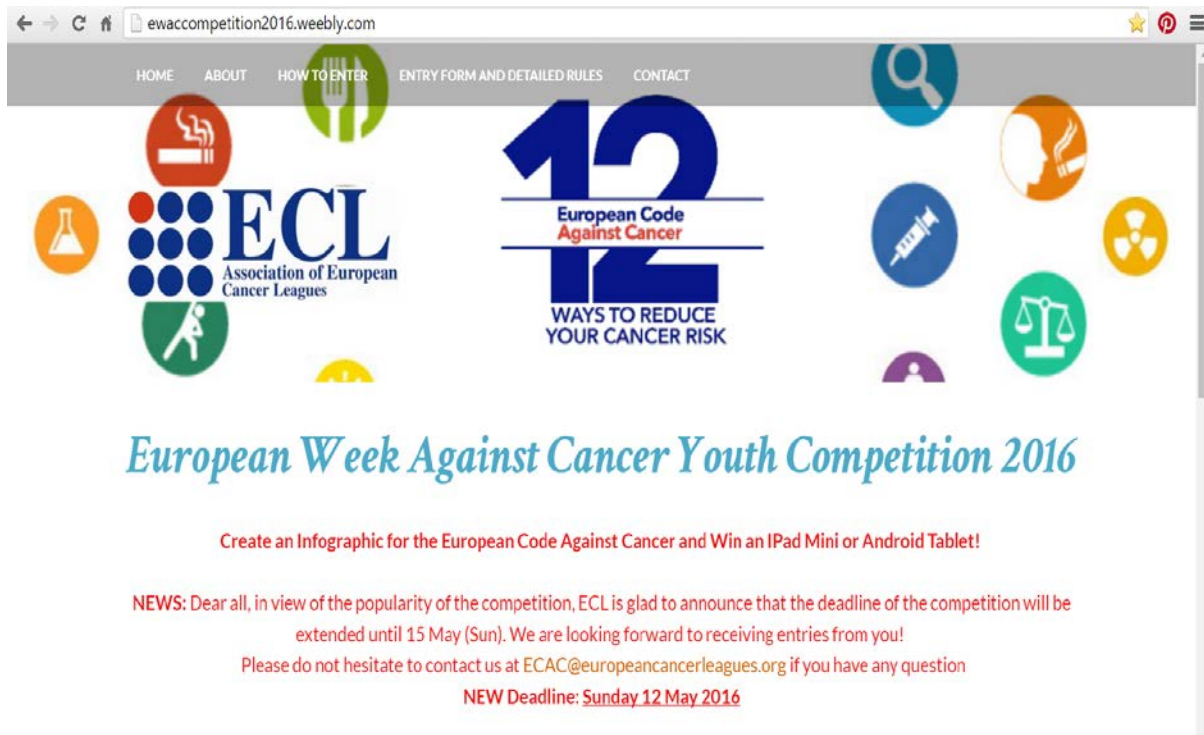 ewaccompetition2016.weebly.com
HOME ABOUT HOW TO ENTER ENTRY FORM AND DETAILED RULES CONTACT
ECL
Association of European
Cancer Leagues
12
European Code
Against Cancer
WAYS TO REDUCE
YOUR CANCER RISK
European Week Against Cancer Youth Competition 2016
Create an Infographic for the European Code Against Cancer and Win an IPad Mini or Android Tablet!
NEWS: Dear all, in view of the popularity of the competition, ECL is glad to announce that the deadline of the competition will be
extended until 15 May (Sun). We are looking forward to receiving entries from you!
Please do not hesitate to contact us at ECAC@europeancancerleagues.org if you have any question
NEW Deadline: Sunday 12 May 2016